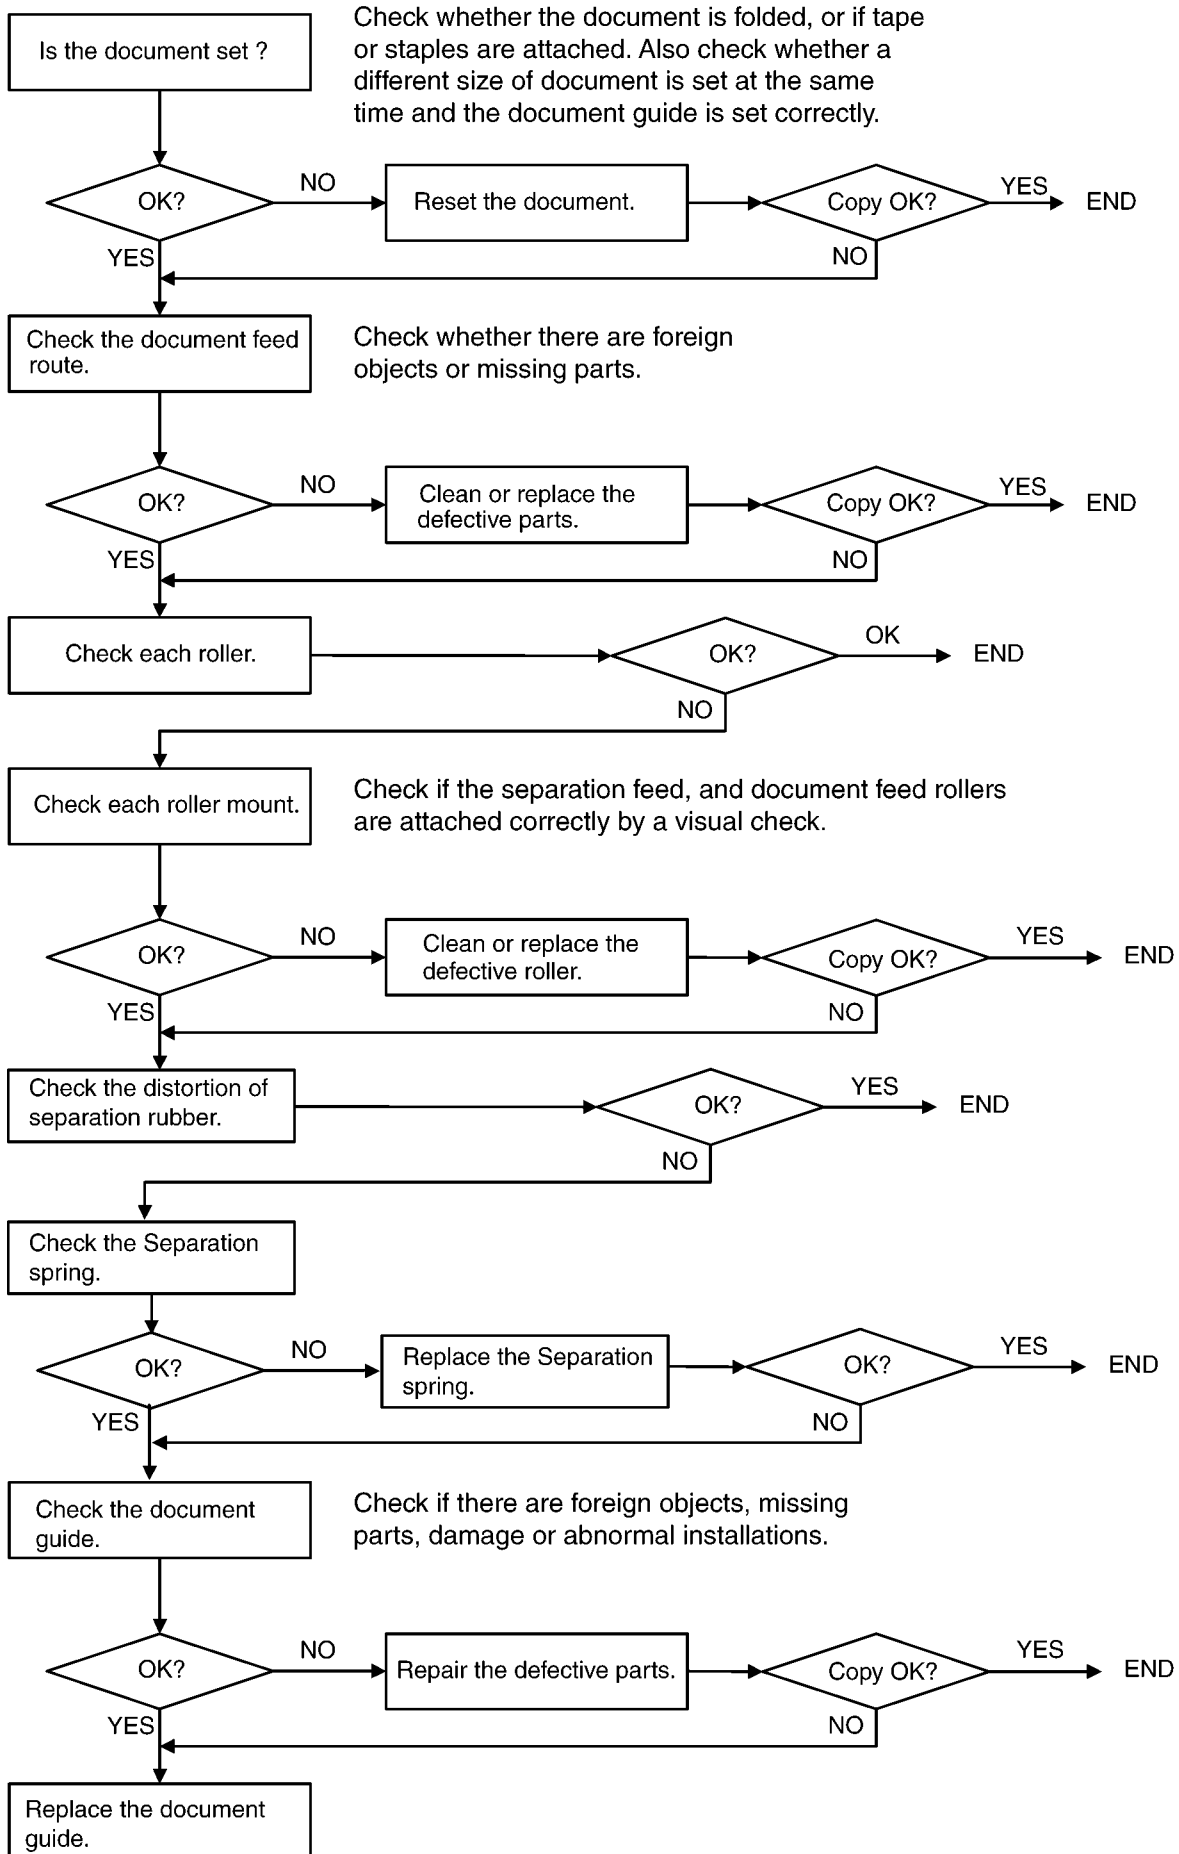 Is the document set ?
Check whether the document is folded, or if tape
or staples are attached. Also check whether a
different size of document is set at the same
time and the document guide is set correctly.
OK?
NO
Reset the document.
Copy OK?
YES
END
YES
NO
Check the document feed
route.
Check whether there are foreign
objects or missing parts.
OK?
NO
Clean or replace the
defective parts.
Copy OK?
YES
END
YES
NO
Check each roller.
OK?
OK
END
NO
Check each roller mount.
Check if the separation feed, and document feed rollers
are attached correctly by a visual check.
OK?
NO
Clean or replace the
defective roller.
Copy OK?
YES
END
YES
NO
Check the distortion of
separation rubber.
OK?
YES
END
NO
Check the Separation
spring.
OK?
NO
Replace the Separation
spring.
OK?
YES
END
YES
NO
Check the document
guide.
Check if there are foreign objects, missing
parts, damage or abnormal installations.
OK?
NO
Repair the defective parts.
Copy OK?
YES
END
YES
NO
Replace the document
guide.